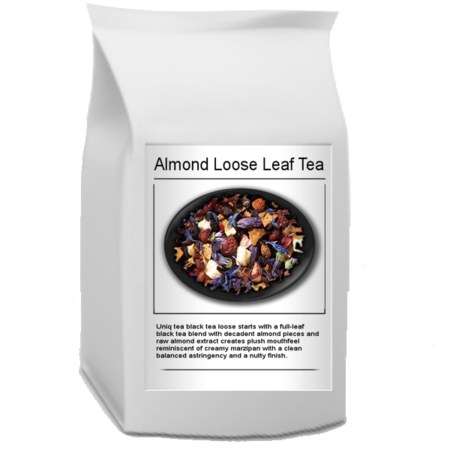 Almond Loose Leaf Tea
Uniq tea black tea loose starts with a full-leaf
black tea blend with decadent almond pieces and
raw almond extract creates plush mouthfeel
reminiscent of creamy marzipan with a clean
balanced astringency and a nutty finish.